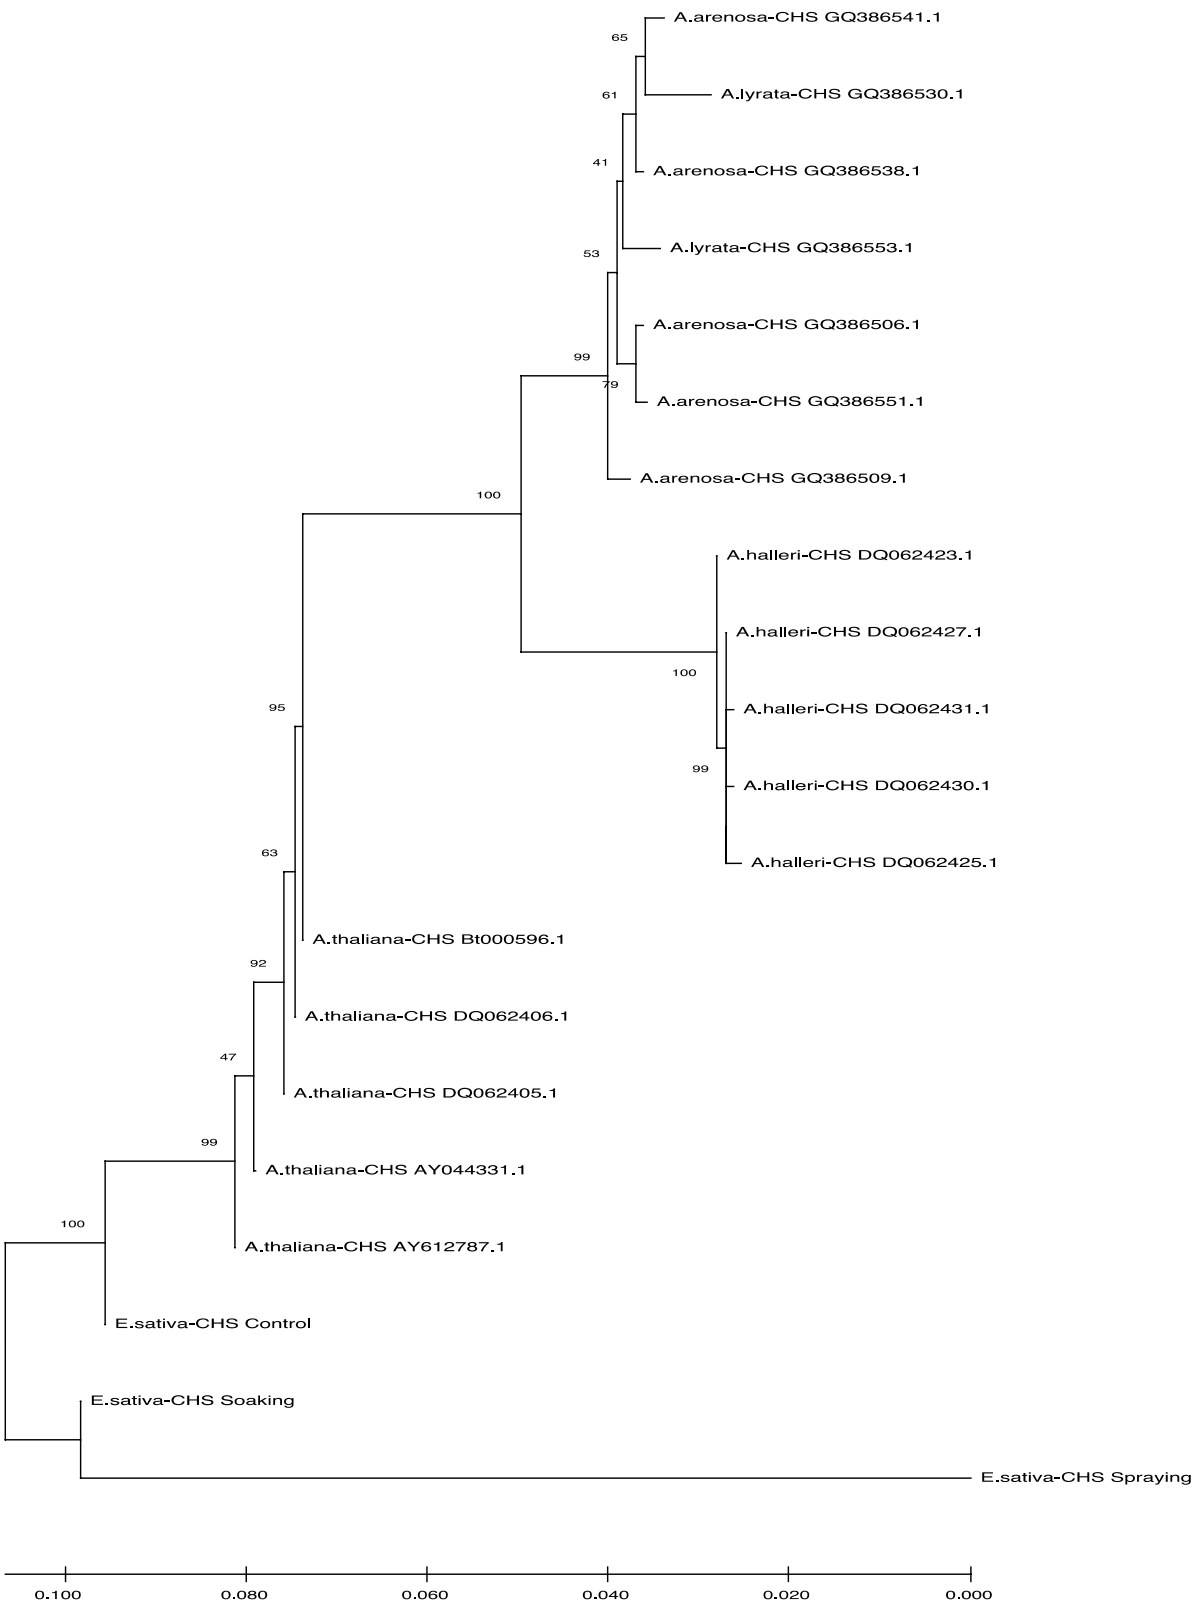 A.arenosa-CHS GQ386541.1
65
A.lyrata-CHS GQ386530.1
61
41
A.arenosa-CHS GQ386538.1
A.lyrata-CHS GQ386553.1
53
A.arenosa-CHS GQ386506.1
99
79
A.arenosa-CHS GQ386551.1
A.arenosa-CHS GQ386509.1
100
A.halleri-CHS DQ062423.1
A.halleri-CHS DQ062427.1
100
A.halleri-CHS DQ062431.1
95
99
A.halleri-CHS DQ062430.1
63
A.halleri-CHS DQ062425.1
A.thaliana-CHS Bt000596.1
92
A.thaliana-CHS DQ062406.1
47
A.thaliana-CHS DQ062405.1
99
A.thaliana-CHS AY044331.1
100
A.thaliana-CHS AY612787.1
E.sativa-CHS Control
E.sativa-CHS Soaking
E.sativa-CHS Spraying
0.100 0.080 0.060 0.040 0.020 0.000